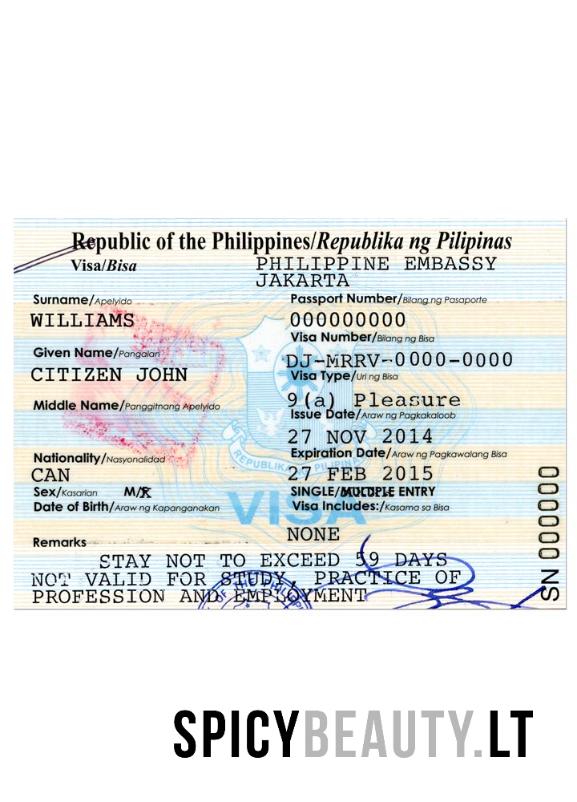 Republic of the Philippines/Republika ng Pilipinas
Visa/Bisa
PHILIPPINE EMBASSY
JAKARTA
Surname/Apelyido
WILLIAMS
Passport Number/Bilang ng Pasaporte
000000000
Visa Number/Bilang ng Bisa
Given Name/Pangalan
CITIZEN JOHN
DJ-MRRV-0000-0000
Visa Type/Uri ng Bisa
Middle Name/Panggitnang Apelyido
9(a) Pleasure
Issue Date/Araw ng Pagkakaloob
27 NOV 2014
Nationality/Nasyonalidad
CAN
Expiration Date/Araw ng Pagkawalang Bisa
27 FEB 2015
Sex/Kasarian M/X
SINGLE/MULTIPLE ENTRY
Date of Birth/Araw ng Kapanganakan
Visa Includes:/Kasama sa Bisa
NONE
Remarks
STAY NOT TO EXCEED 59 DAYS
NOT VALID FOR STUDY, PRACTICE OF
PROFESSION AND EMPLOYMENT
SN 000000
REPUBLIKA NG PILIPINAS
VISA
OF THE PHILIPPI
SPICYBEAUTY.LT